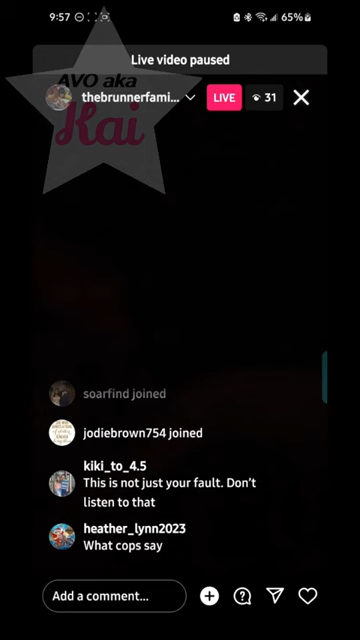 9:57
65%
Live video paused
AVO aka
Kai
thebrunnerfami...
LIVE
31
soarfind joined
jodiebrown754 joined
kiki_to_4.5
This is not just your fault. Don't
listen to that
heather_lynn2023
What cops say
Add a comment...